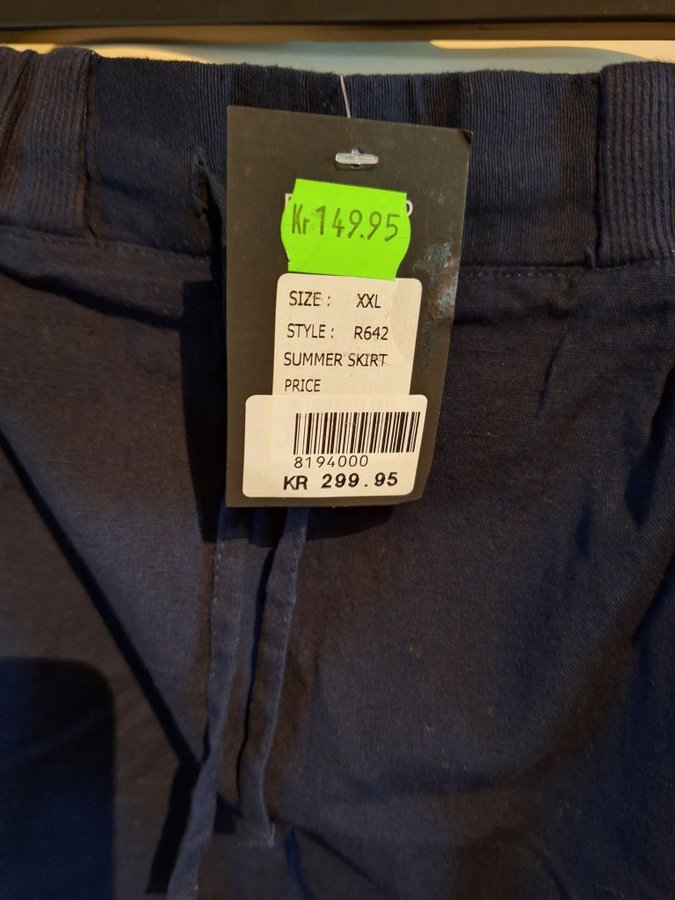 Kr 149.95
SIZE : XXL
STYLE : R642
SUMMER SKIRT
PRICE
8194000
KR 299.95